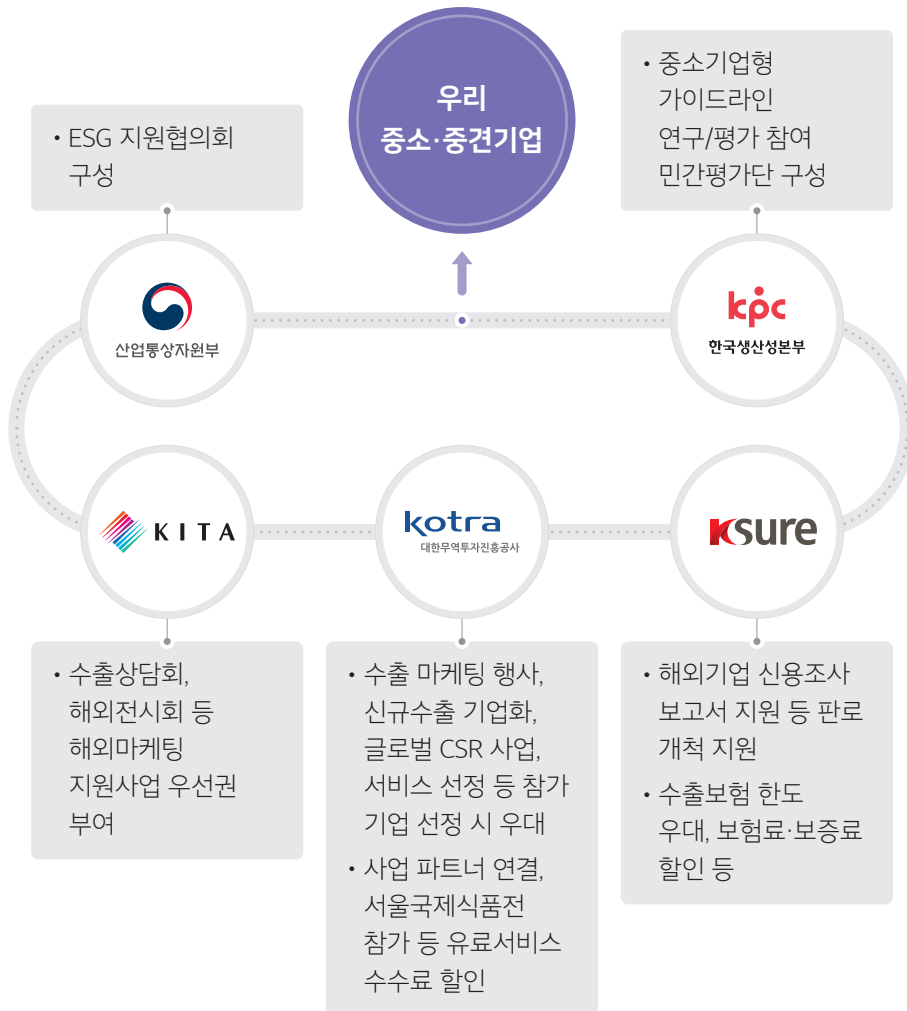 우리
중소·중견기업
• ESG 지원협의회
구성
• 중소기업형
가이드라인
연구/평가 참여
민간평가단 구성
산업통상자원부
kpc
한국생산성본부
KITA
kotra
대한무역투자진흥공사
ksure
• 수출상담회,
해외전시회 등
해외마케팅
지원사업 우선권
부여
• 수출 마케팅 행사,
신규수출 기업화,
글로벌 CSR 사업,
서비스 선정 등 참가
기업 선정 시 우대
• 사업 파트너 연결,
서울국제식품전
참가 등 유료서비스
수수료 할인
• 해외기업 신용조사
보고서 지원 등 판로
개척 지원
• 수출보험 한도
우대, 보험료·보증료
할인 등